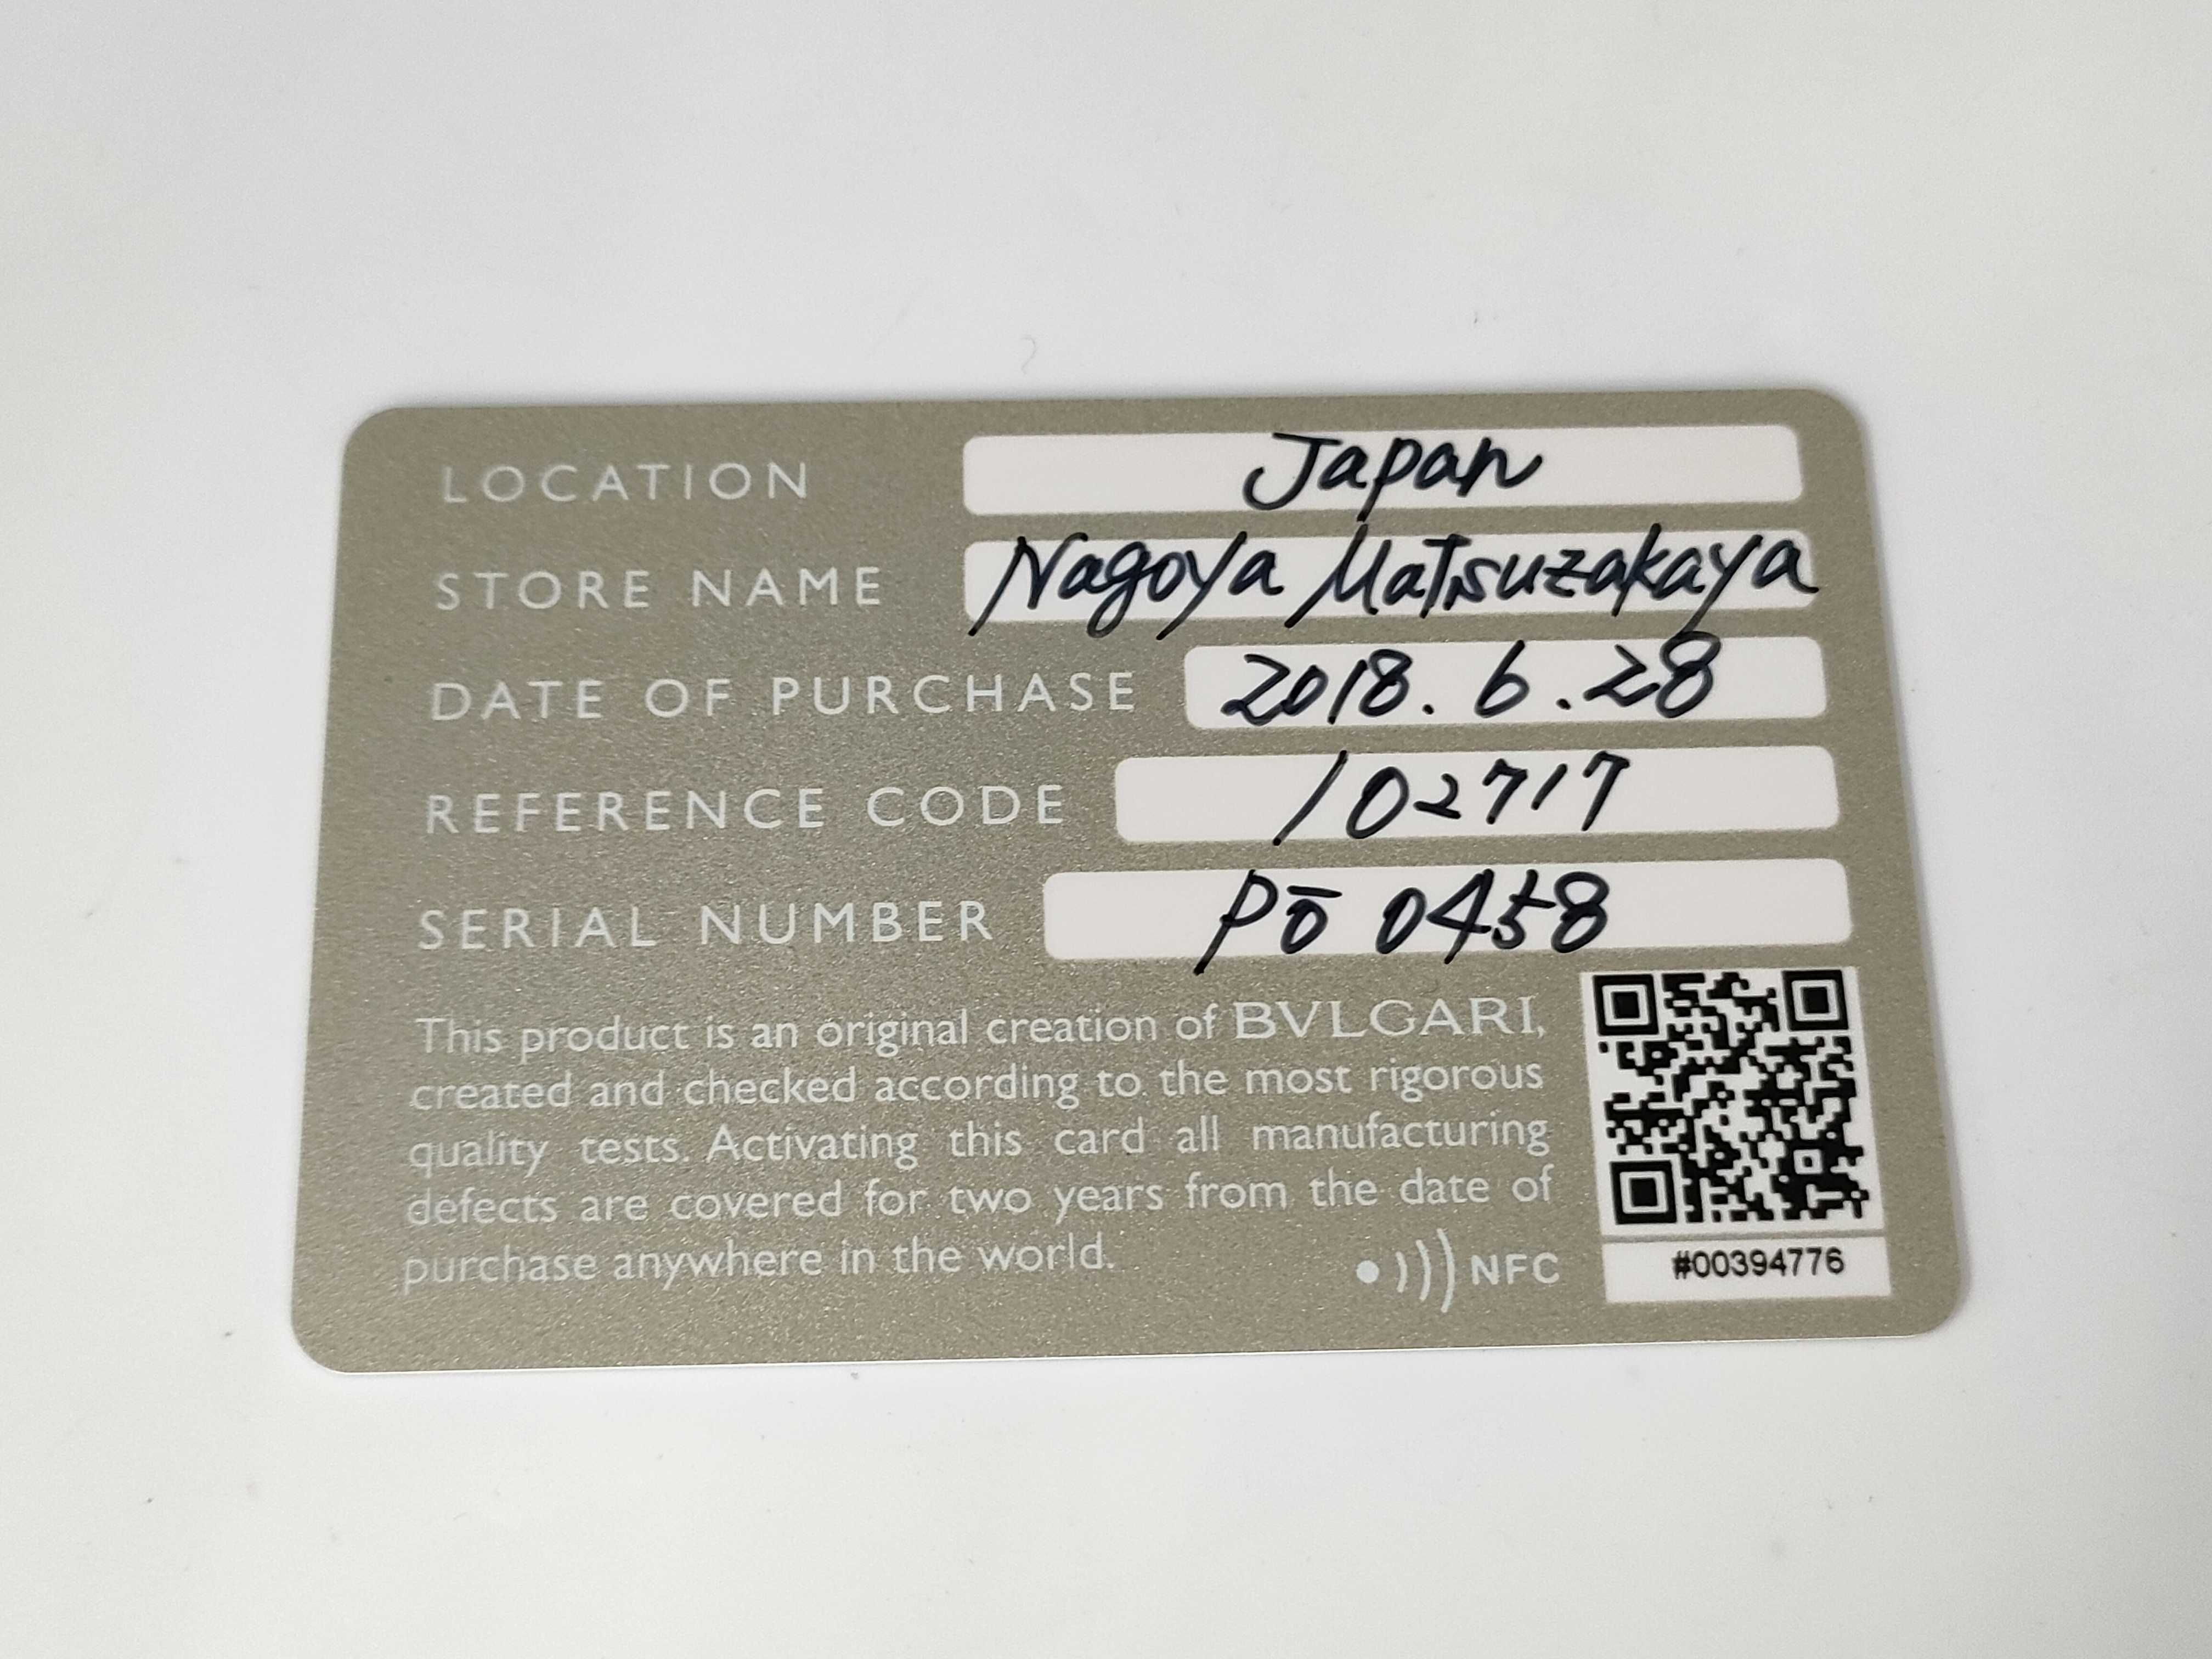 LOCATION Japan
STORE NAME Nagoya Matsuzakaya
DATE OF PURCHASE 2018.6.28
REFERENCE CODE 102717
SERIAL NUMBER Pō 0458
This product is an original creation of BVLGARI,
created and checked according to the most rigorous
quality tests. Activating this card all manufacturing
defects are covered for two years from the date of
purchase anywhere in the world.
NFC
#00394776